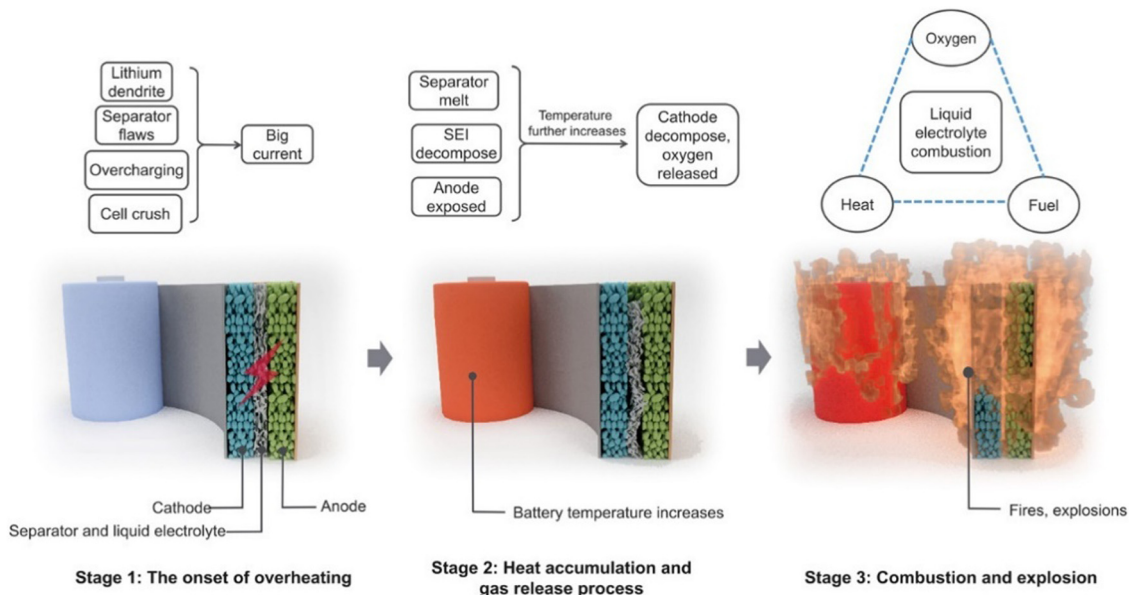 Lithium
dendrite
Separator
flaws
Overcharging
Cell crush
Big
current
Separator
melt
SEI
decompose
Anode
exposed
Temperature
further increases
Cathode
decompose,
oxygen
released
Oxygen
Liquid
electrolyte
combustion
Heat
Fuel
Cathode
Anode
Separator and liquid electrolyte
Battery temperature increases
Fires, explosions
Stage 1: The onset of overheating
Stage 2: Heat accumulation and
gas release process
Stage 3: Combustion and explosion